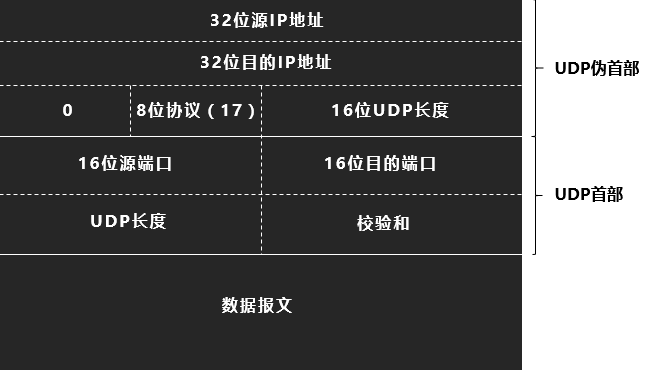 32位源IP地址
32位目的IP地址
UDP伪首部
0 8位协议（17） 16位UDP长度
16位源端口 16位目的端口
UDP首部
UDP长度 校验和
数据报文